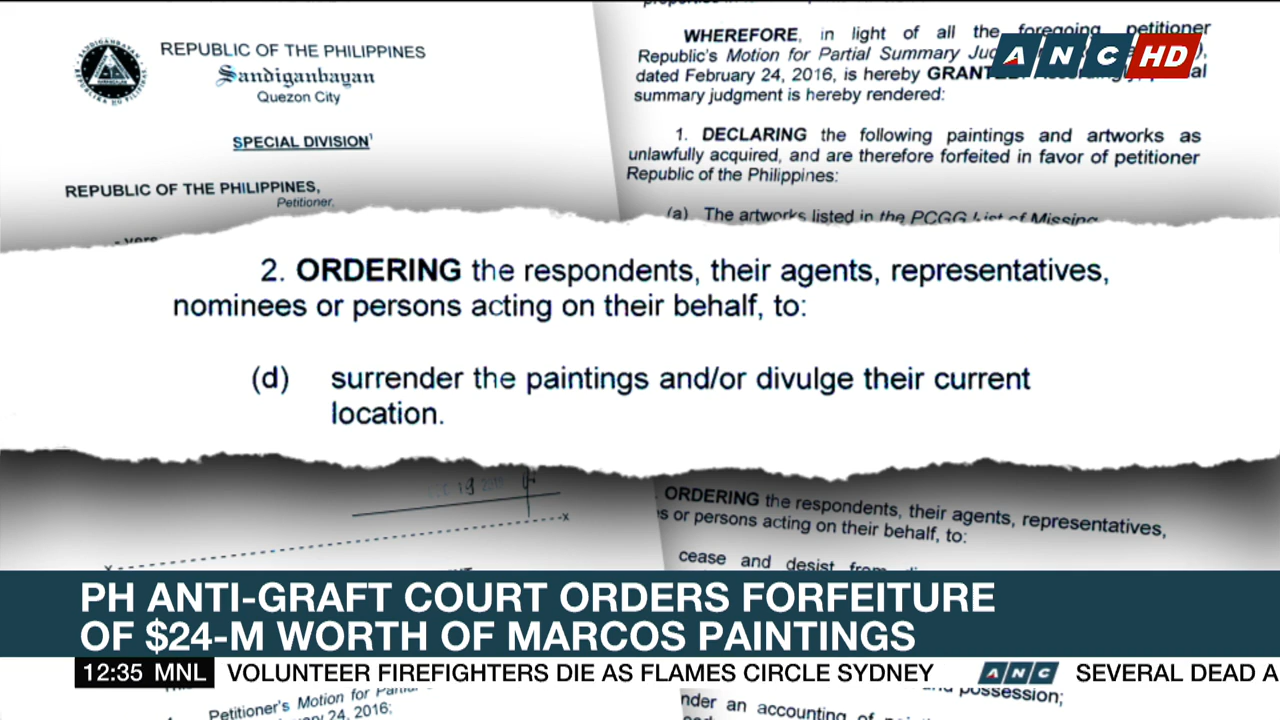 REPUBLIC OF THE PHILIPPINES
Sandiganbayan
Quezon City
SPECIAL DIVISION¹
REPUBLIC OF THE PHILIPPINES,
Petitioner,
WHEREFORE, in light of all the foregoing petitioner
Republic's Motion for Partial Summary
dated February 24, 2016, is hereby
summary judgment is hereby rendered:
1. DECLARING the following paintings and artworks as
unlawfully acquired, and are therefore forfeited in favor of petitioner
Republic of the Philippines:
(a) The artworks listed in the PCGG List of Missing
ANC HD
2. ORDERING the respondents, their agents, representatives,
nominees or persons acting on their behalf, to:
(d) surrender the paintings and/or divulge their current
location.
x
x
ORDERING the respondents, their agents, representatives,
or persons acting on their behalf, to:
cease and desist from
PH ANTI-GRAFT COURT ORDERS FORFEITURE
OF $24-M WORTH OF MARCOS PAINTINGS
12:35 MNL VOLUNTEER FIREFIGHTERS DIE AS FLAMES CIRCLE SYDNEY ANC SEVERAL DEAD A
Petitioner's Motion for
24, 2016;
possession;
an accounting of